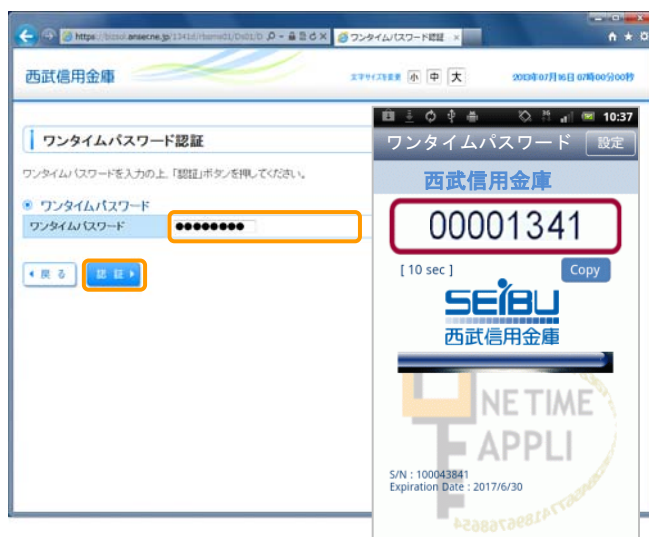 ワンタイムパスワード認証
西武信用金庫
文字サイズ変更 小 中 大
2013年07月16日 07時00分00秒
ワンタイムパスワード認証
ワンタイムパスワードを入力の上、「認証」ボタンを押してください。
ワンタイムパスワード
ワンタイムパスワード ●●●●●●●●
戻る 認証
10:37
ワンタイムパスワード 設定
西武信用金庫
00001341
[ 10 sec ] Copy
SEIBU
西武信用金庫
NE TIME
APPLI
S/N : 100043841
Expiration Date : 2017/6/30